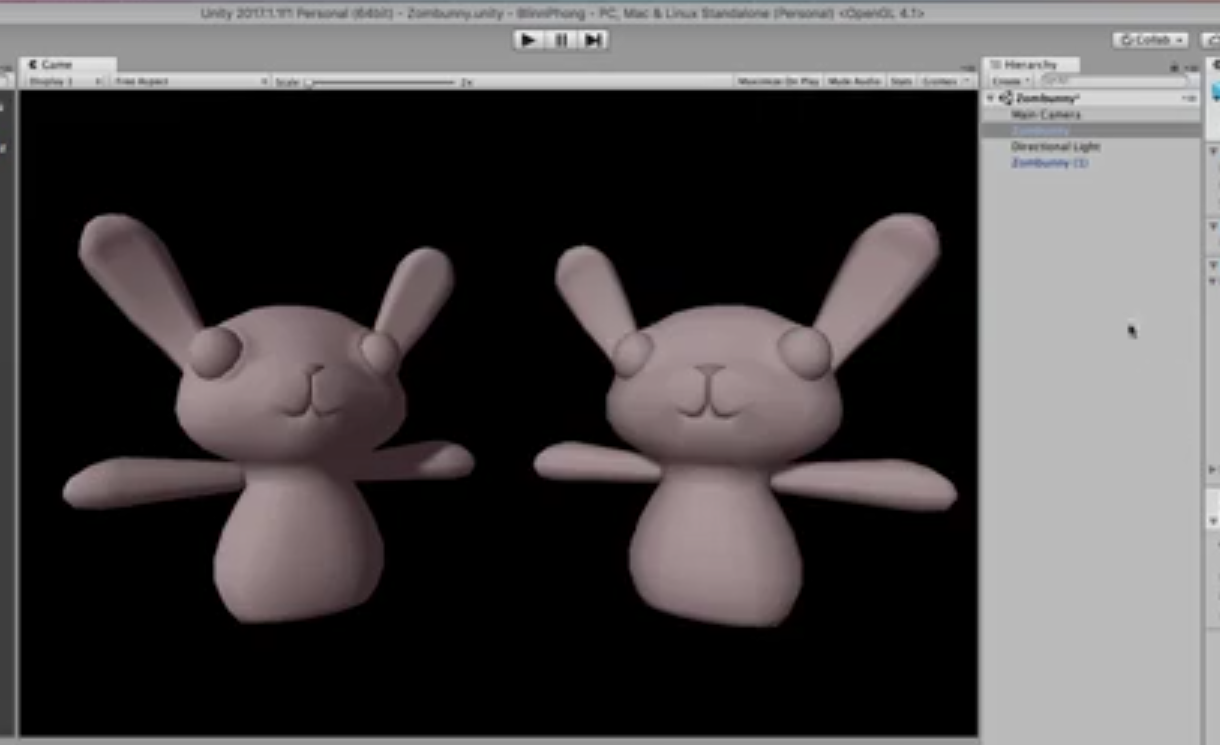 Unity 2017.1.1f1 Personal (64bit) - Zombunny.unity - BlinnPhong - PC, Mac & Linux Standalone (Personal) <OpenGL 4.1>
Collab
Game
Hierarchy
Display 1 Free Aspect Scale 2x Maximize On Play Mute Audio Stats Gizmos
Create
Zombunny*
Main Camera
Zombunny
Directional Light
Zombunny (1)